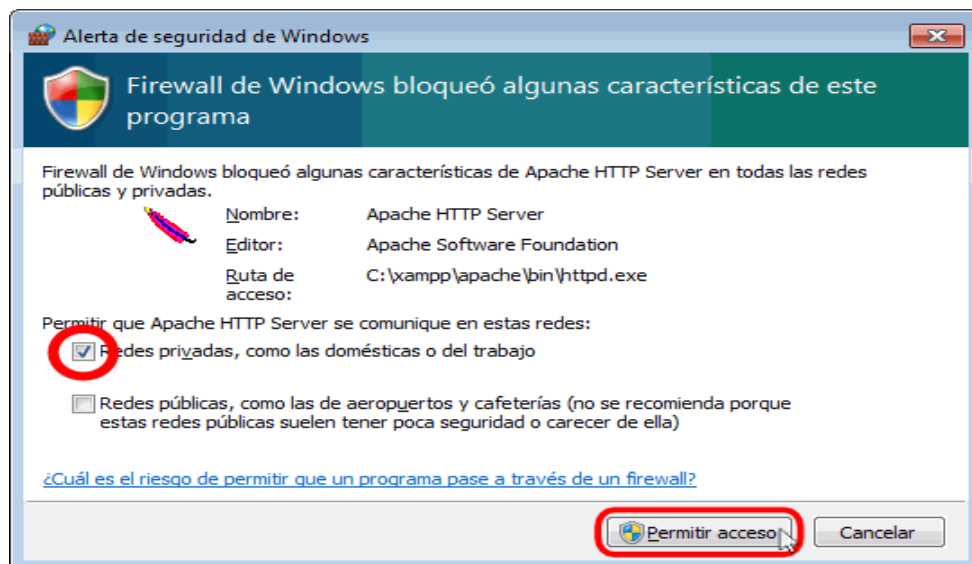 Alerta de seguridad de Windows
Firewall de Windows bloqueó algunas características de este
programa
Firewall de Windows bloqueó algunas características de Apache HTTP Server en todas las redes
públicas y privadas.
Nombre: Apache HTTP Server
Editor: Apache Software Foundation
Ruta de acceso: C:\xampp\apache\bin\httpd.exe
Permitir que Apache HTTP Server se comunique en estas redes:
Redes privadas, como las domésticas o del trabajo
Redes públicas, como las de aeropuertos y cafeterías (no se recomienda porque
estas redes públicas suelen tener poca seguridad o carecer de ella)
¿Cuál es el riesgo de permitir que un programa pase a través de un firewall?
Permitir acceso Cancelar